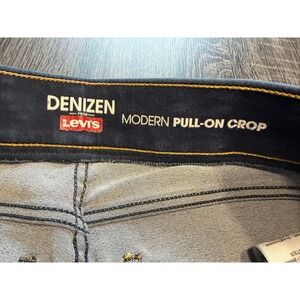 DENIZEN
FROM
Levi's
MODERN PULL-ON CROP